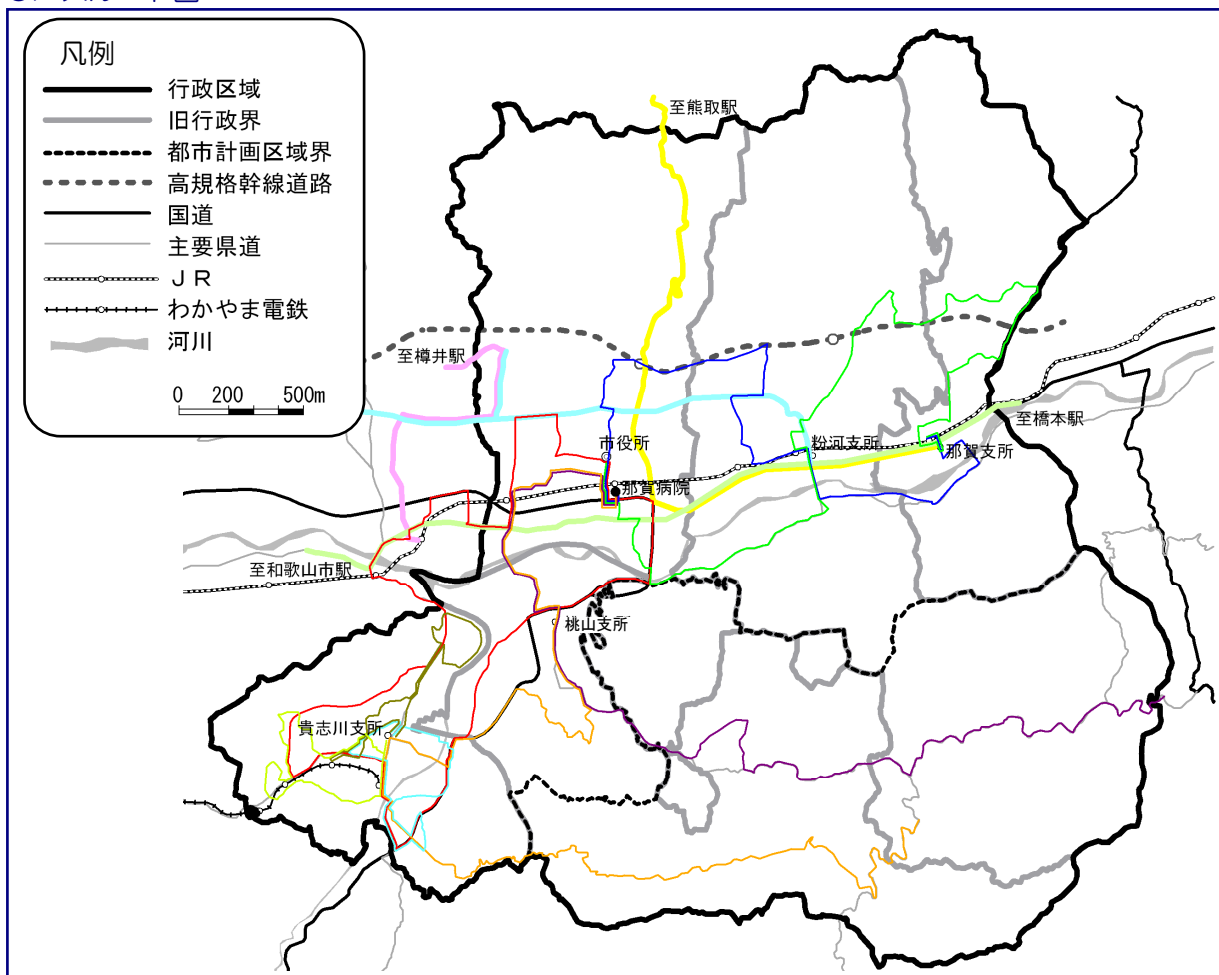 凡例
行政区域
旧行政界
都市計画区域界
高規格幹線道路
国道
主要県道
ＪＲ
わかやま電鉄
河川
0 200 500m
至熊取駅
至樽井駅
市役所
粉河支所
至橋本駅
那賀支所
那賀病院
至和歌山市駅
桃山支所
貴志川支所